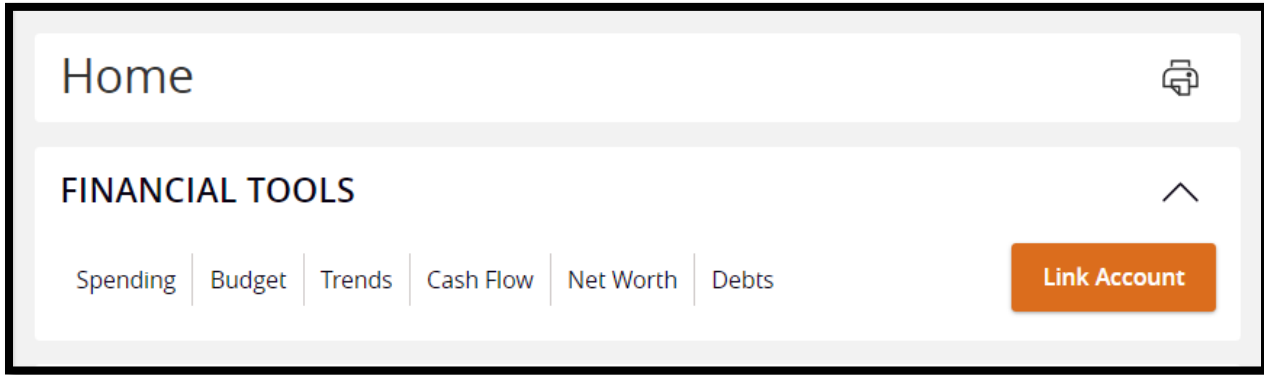 Home
FINANCIAL TOOLS
Spending Budget Trends Cash Flow Net Worth Debts Link Account